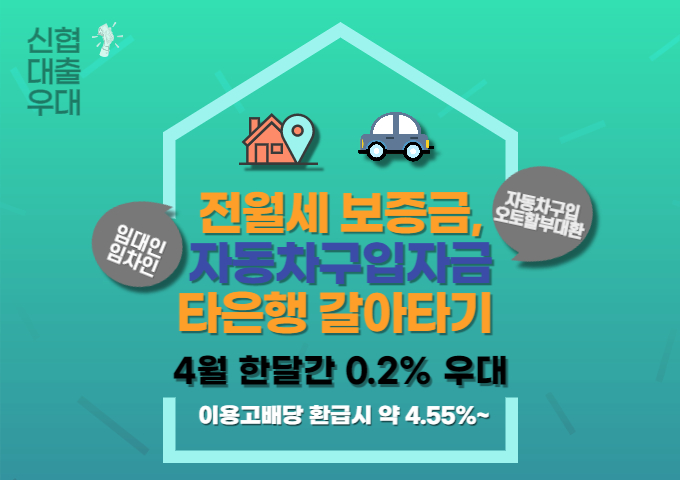 신협
대출
우대
전월세 보증금,
자동차구입자금
타은행 갈아타기
임대인
임차인
자동차구입
오토할부대환
4월 한달간 0.2% 우대
이용고배당 환급시 약 4.55%~